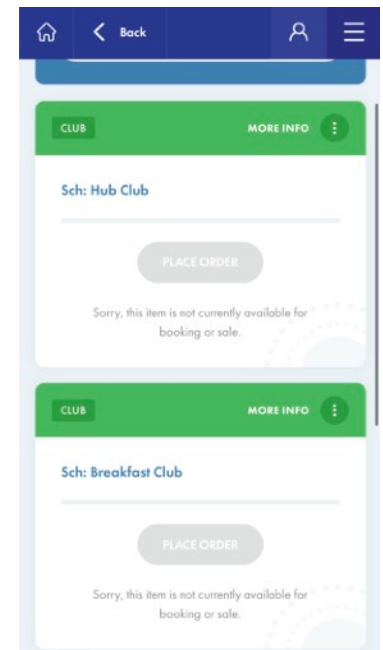 Back
CLUB MORE INFO
Sch: Hub Club
PLACE ORDER
Sorry, this item is not currently available for
booking or sale.
CLUB MORE INFO
Sch: Breakfast Club
PLACE ORDER
Sorry, this item is not currently available for
booking or sale.